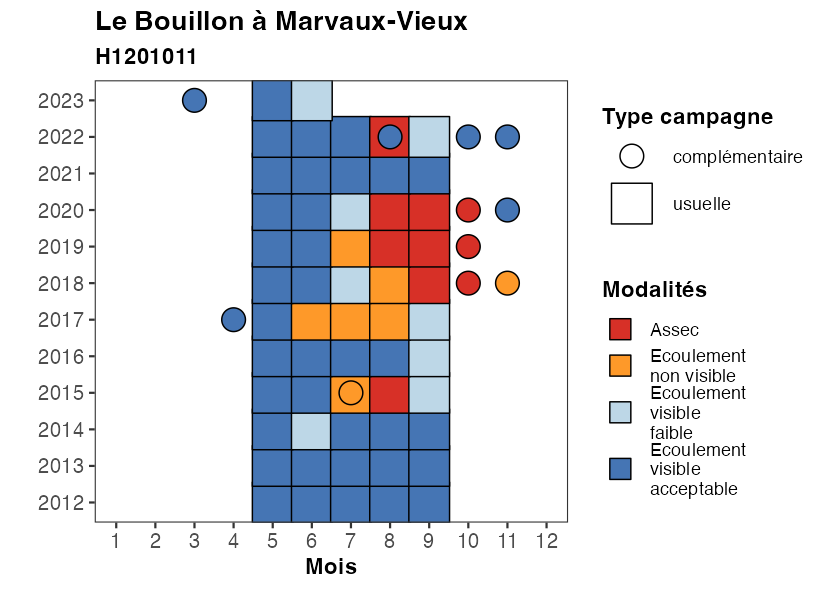 Le Bouillon à Marvaux-Vieux
H1201011
2023
2022
2021
2020
2019
2018
2017
2016
2015
2014
2013
2012
1 2 3 4 5 6 7 8 9 10 11 12
Mois
Type campagne
complémentaire
usuelle
Modalités
Assec
Ecoulement
non visible
Ecoulement
visible
faible
Ecoulement
visible
acceptable